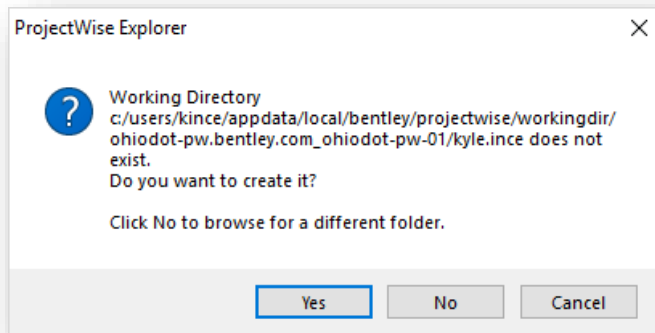 ProjectWise Explorer
Working Directory
c:/users/kince/appdata/local/bentley/projectwise/workingdir/
ohiodot-pw.bentley.com_ohiodot-pw-01/kyle.ince does not
exist.
Do you want to create it?
Click No to browse for a different folder.
Yes No Cancel